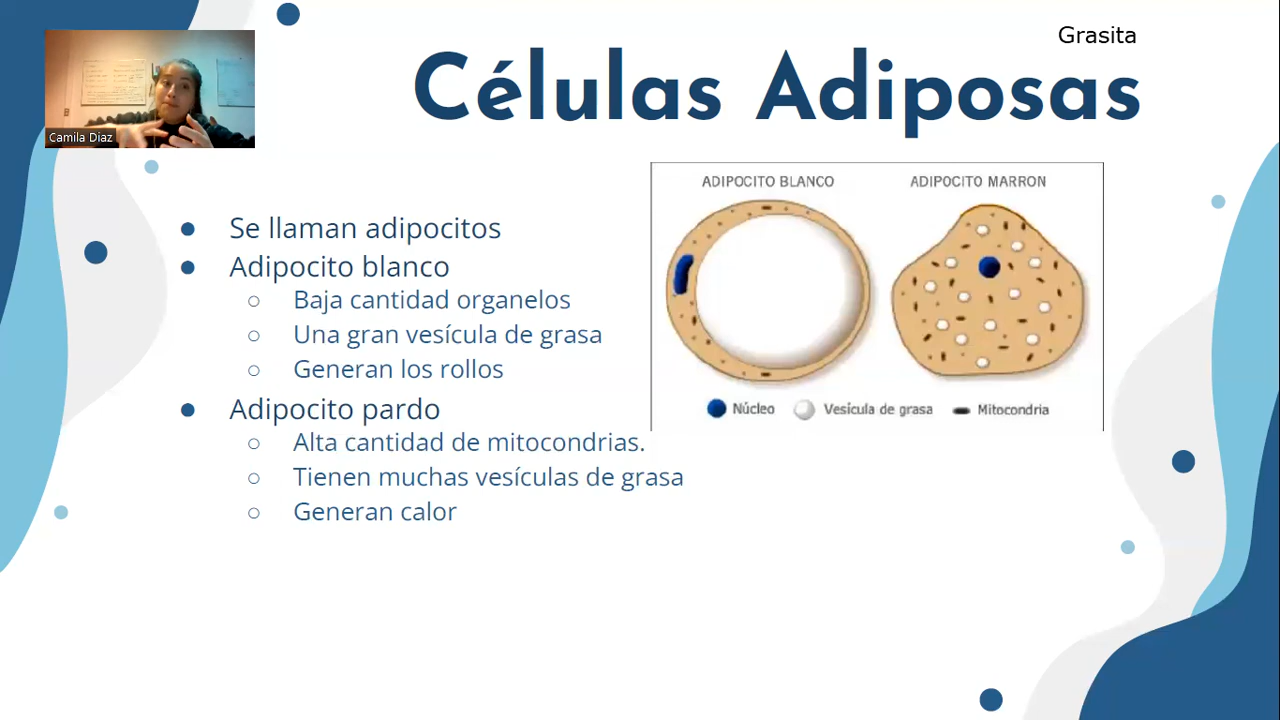 Grasita
Células Adiposas
Camila Diaz
Se llaman adipocitos
Adipocito blanco
Baja cantidad organelos
Una gran vesícula de grasa
Generan los rollos
Adipocito pardo
Alta cantidad de mitocondrias.
Tienen muchas vesículas de grasa
Generan calor
ADIPOCITO BLANCO
ADIPOCITO MARRON
Núcleo
Vesícula de grasa
Mitocondria